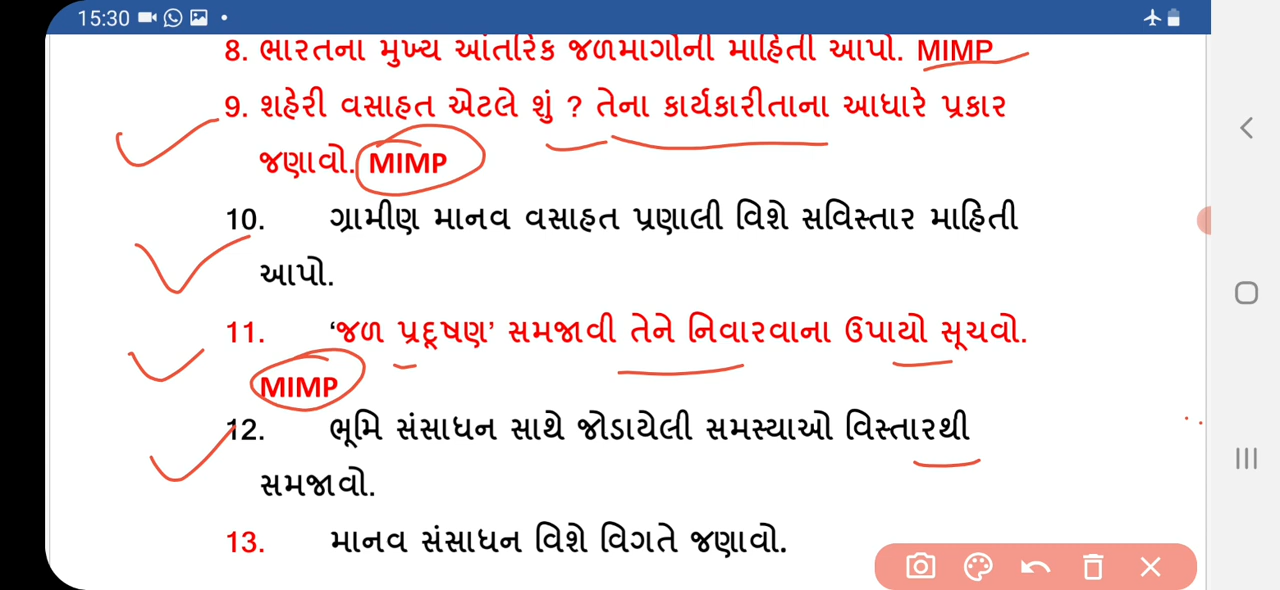 15:30
8. ભારતના મુખ્ય આંતરિક જળમાર્ગોની માહિતી આપો. MIMP
9. શહેરી વસાહત એટલે શું ? તેના કાર્યકારીતાના આધારે પ્રકાર
જણાવો. MIMP
10. ગ્રામીણ માનવ વસાહત પ્રણાલી વિશે સવિસ્તાર માહિતી
આપો.
11. ‘જળ પ્રદૂષણ’ સમજાવી તેને નિવારવાના ઉપાયો સૂચવો.
MIMP
12. ભૂમિ સંસાધન સાથે જોડાયેલી સમસ્યાઓ વિસ્તારથી
સમજાવો.
13. માનવ સંસાધન વિશે વિગતે જણાવો.